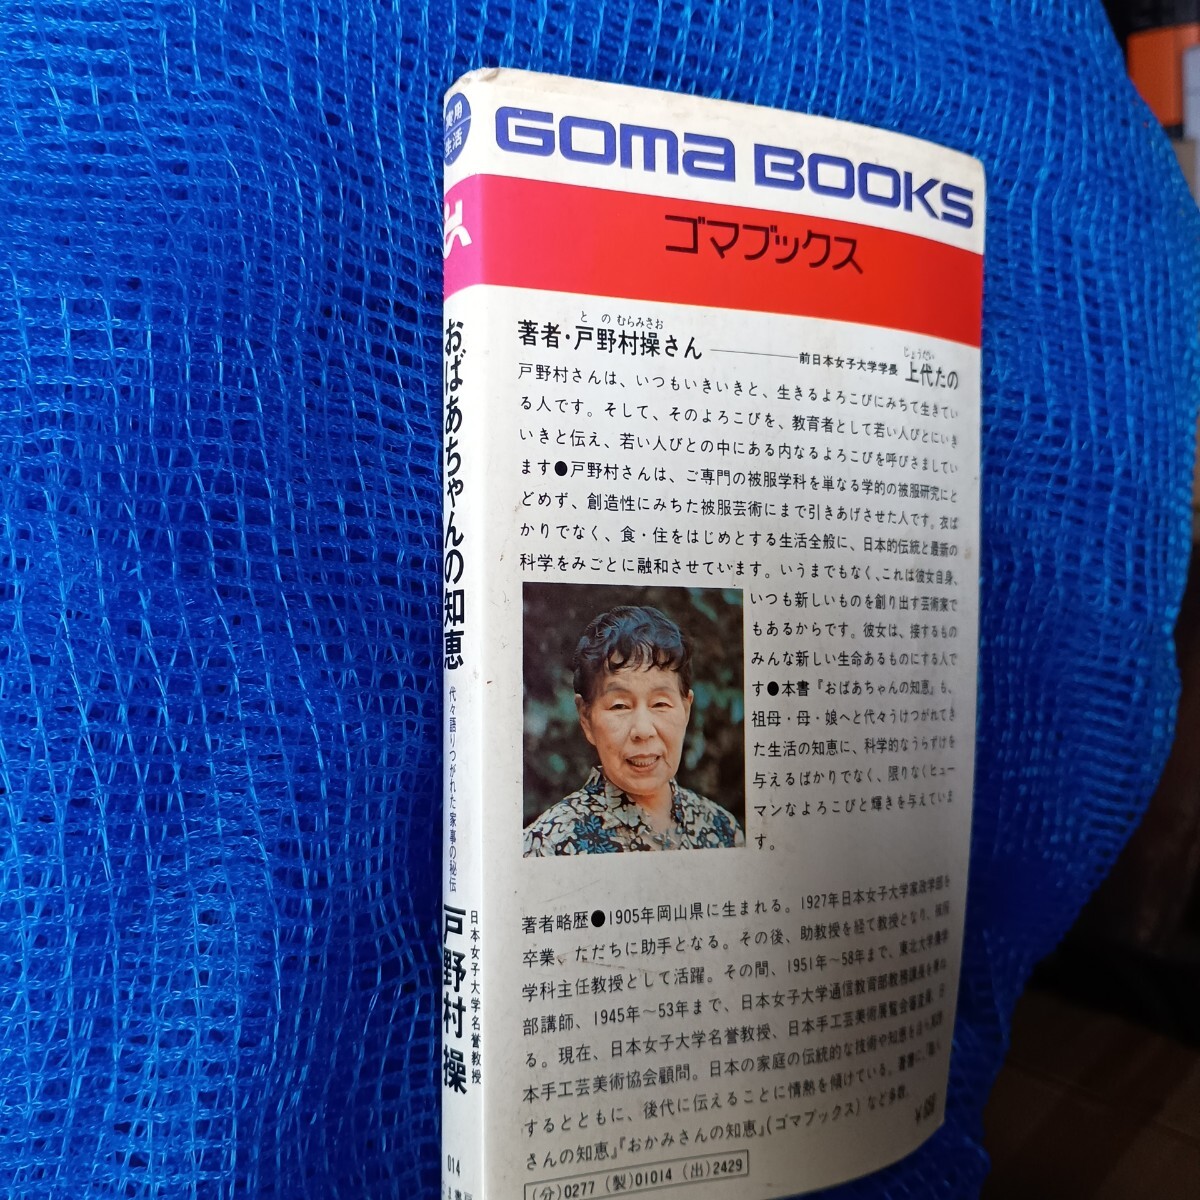 実用
生活
おばあちゃんの知恵
代々語りつがれた家事の秘伝
日本女子大学名誉教授
戸野村操
014
GOMA BOOKS
ゴマブックス
とのむらみさお
著者・戸野村操さん
じょうだい
前日本女子大学学長 上代たの
戸野村さんは、いつもいきいきと、生きるよろこびにみちて生きてい
る人です。そして、そのよろこびを、教育者として若い人びとにいき
いきと伝え、若い人びとの中にある内なるよろこびを呼びさましてい
ます●戸野村さんは、ご専門の被服学科を単なる学的の被服研究にと
どめず、創造性にみちた被服芸術にまで引きあげさせた人です。衣ば
かりでなく、食・住をはじめとする生活全般に、日本的伝統と最新の
科学をみごとに融和させています。いうまでもなく、これは彼女自身、
いつも新しいものを創り出す芸術家で
もあるからです。彼女は、接するもの
みんな新しい生命あるものにする人で
す●本書『おばあちゃんの知恵』も、
祖母・母・娘へと代々うけつがれてき
た生活の知恵に、科学的なうらずけを
与えるばかりでなく、限りなくヒュー
マンなよろこびと輝きを与えていま
す。
著者略歴●1905年岡山県に生まれる。1927年日本女子大学家政学部を
卒業、ただちに助手となる。その後、助教授を経て教授となり、被服
学科主任教授として活躍。その間、1951年〜58年まで、東北大学農学
部講師、1945年〜53年まで、日本女子大学通信教育部教務課長を兼ね
る。現在、日本女子大学名誉教授、日本手工芸美術展覧会審査員、日
本手工芸美術協会顧問。日本の家庭の伝統的な技術や知恵を
するとともに、後代に伝えることに情熱を傾けている。著書に、
さんの知恵』『おかみさんの知恵』(ゴマブックス)など多数。
(分)0277 (製)01014 (出)2429